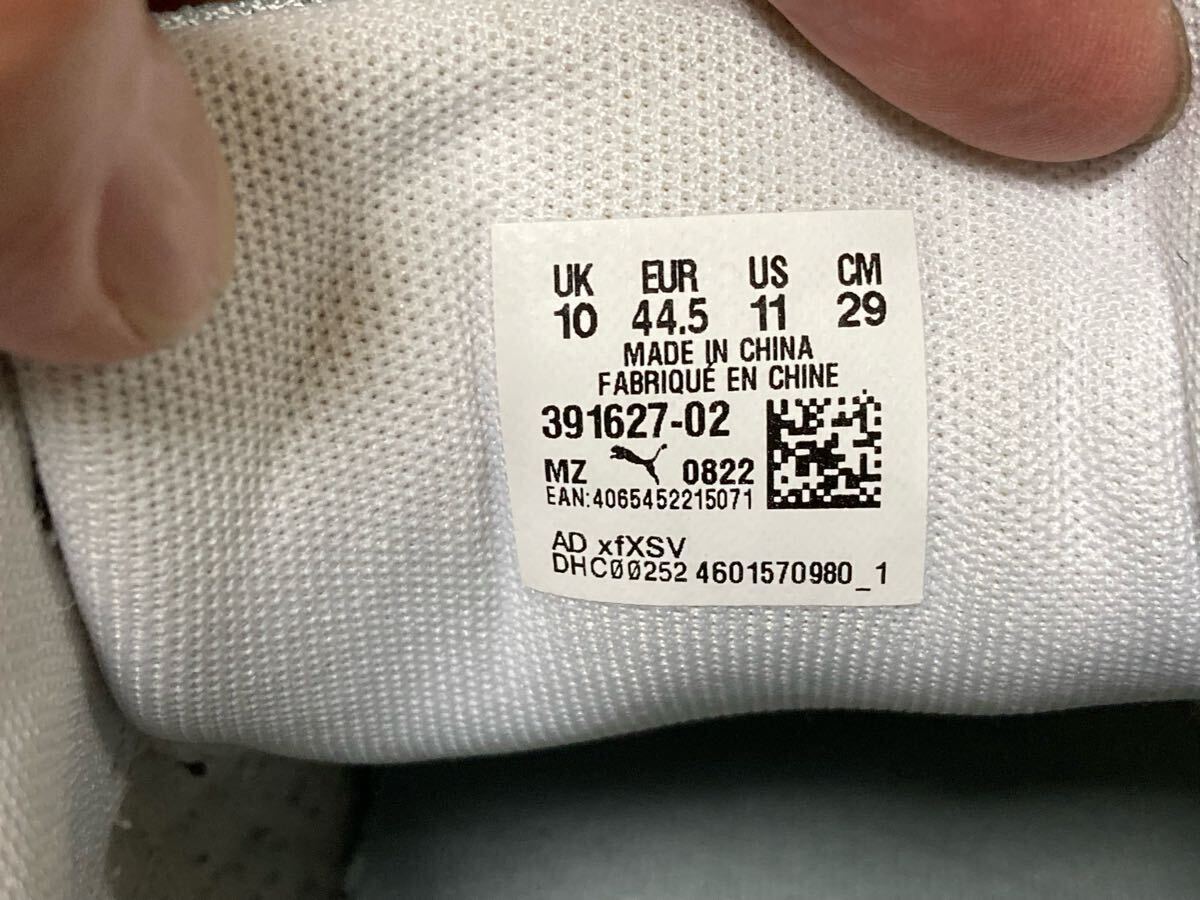 UK EUR US CM
10 44.5 11 29
MADE IN CHINA
FABRIQUÉ EN CHINE
391627-02
MZ 0822
EAN:4065452215071
AD xfXSV
DHC00252 4601570980_1